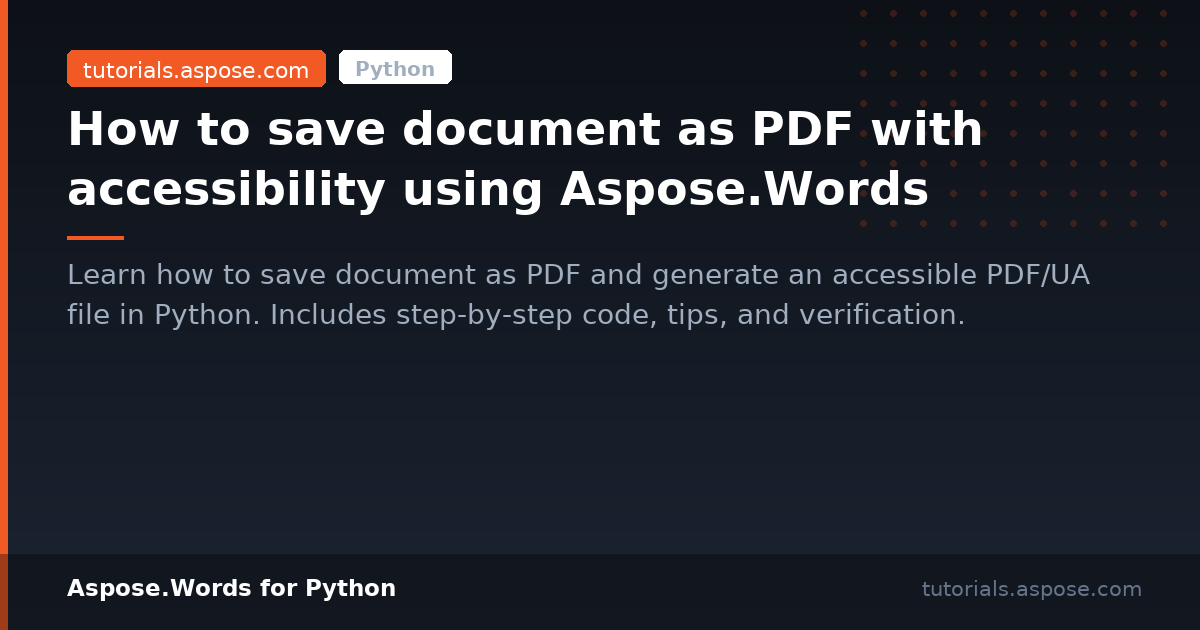 tutorials.aspose.com
Python
How to save document as PDF with
accessibility using Aspose.Words
Learn how to save document as PDF and generate an accessible PDF/UA
file in Python. Includes step-by-step code, tips, and verification.
Aspose.Words for Python
tutorials.aspose.com